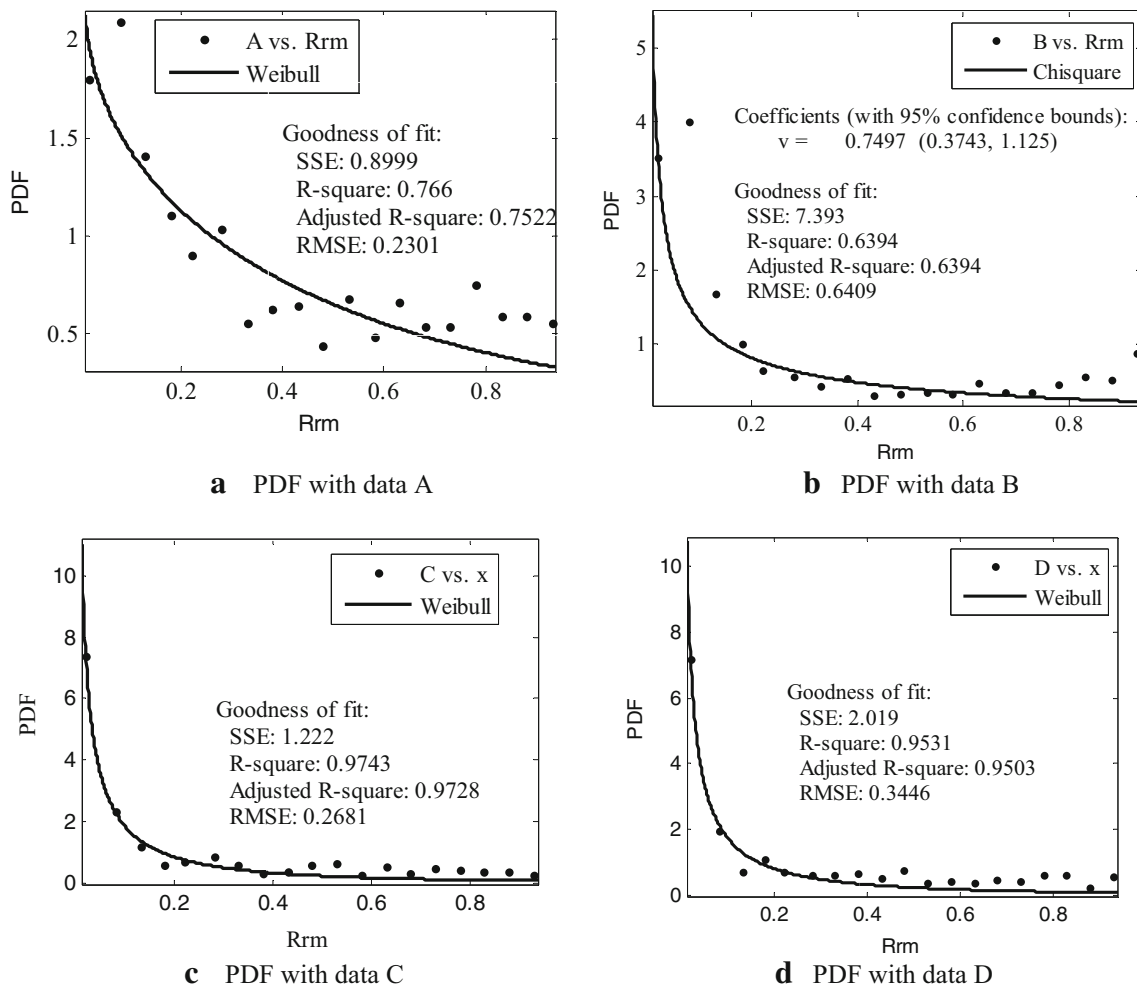 A vs. Rrm
Weibull
Goodness of fit:
SSE: 0.8999
R-square: 0.766
Adjusted R-square: 0.7522
RMSE: 0.2301
PDF
2
1.5
1
0.5
0.2
0.4
0.6
0.8
Rrm
a PDF with data A
B vs. Rrm
Chisquare
Coefficients (with 95% confidence bounds):
v = 0.7497 (0.3743, 1.125)
Goodness of fit:
SSE: 7.393
R-square: 0.6394
Adjusted R-square: 0.6394
RMSE: 0.6409
PDF
5
4
3
2
1
0.2
0.4
0.6
0.8
Rrm
b PDF with data B
C vs. x
Weibull
Goodness of fit:
SSE: 1.222
R-square: 0.9743
Adjusted R-square: 0.9728
RMSE: 0.2681
PDF
10
8
6
4
2
0
0.2
0.4
0.6
0.8
Rrm
c PDF with data C
D vs. x
Weibull
Goodness of fit:
SSE: 2.019
R-square: 0.9531
Adjusted R-square: 0.9503
RMSE: 0.3446
PDF
10
8
6
4
2
0
0.2
0.4
0.6
0.8
Rrm
d PDF with data D